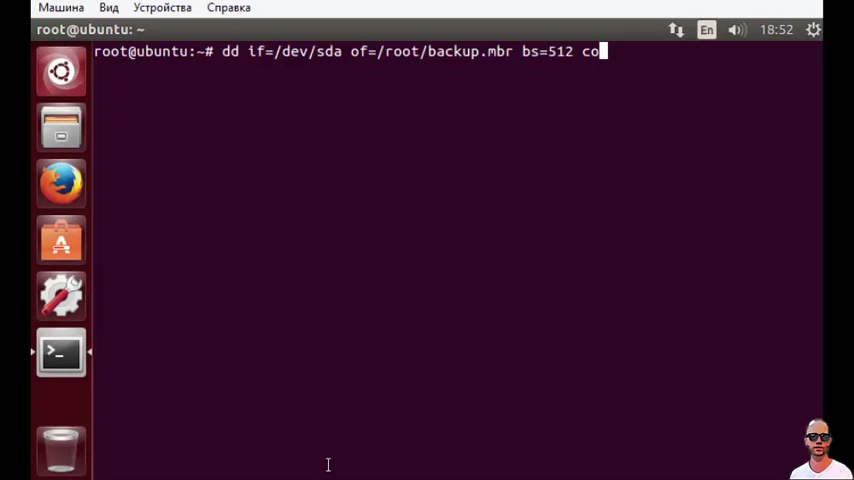 Машина Вид Устройства Справка
root@ubuntu: ~ En 18:52
root@ubuntu:~# dd if=/dev/sda of=/root/backup.mbr bs=512 co